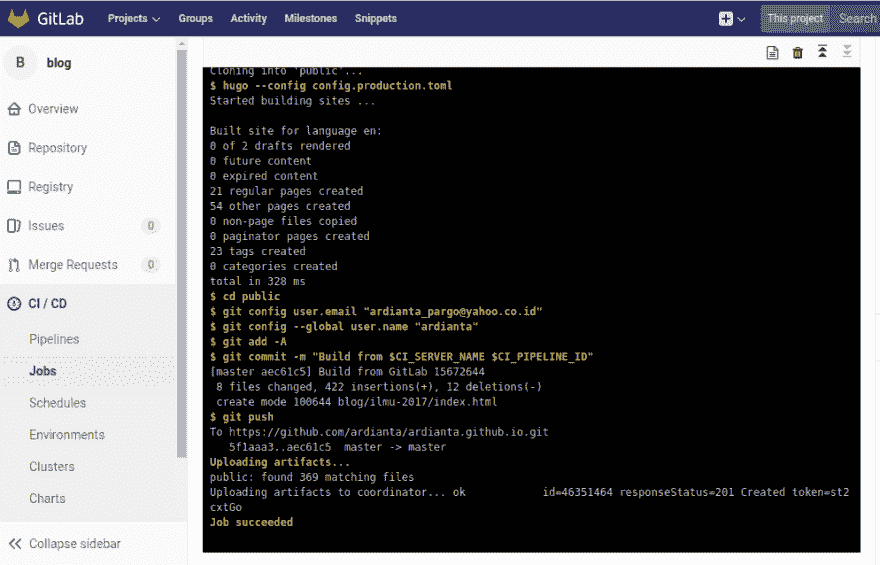 GitLab Projects Groups Activity Milestones Snippets This project Search
B blog
Overview
Repository
Registry
Issues 0
Merge Requests 0
CI / CD
Pipelines
Jobs
Schedules
Environments
Clusters
Charts
Collapse sidebar
Cloning into 'public'...
$ hugo --config config.production.toml
Started building sites ...
Built site for language en:
0 of 2 drafts rendered
0 future content
0 expired content
21 regular pages created
54 other pages created
0 non-page files copied
0 paginator pages created
23 tags created
0 categories created
total in 328 ms
$ cd public
$ git config user.email "ardianta_pargo@yahoo.co.id"
$ git config --global user.name "ardianta"
$ git add -A
$ git commit -m "Build from $CI_SERVER_NAME $CI_PIPELINE_ID"
[master aec61c5] Build from GitLab 15672644
8 files changed, 422 insertions(+), 12 deletions(-)
create mode 100644 blog/ilmu-2017/index.html
$ git push
To https://github.com/ardianta/ardianta.github.io.git
5f1aaa3..aec61c5 master -> master
Uploading artifacts...
public: found 369 matching files
Uploading artifacts to coordinator... ok id=46351464 responseStatus=201 Created token=st2
cxtGo
Job succeeded